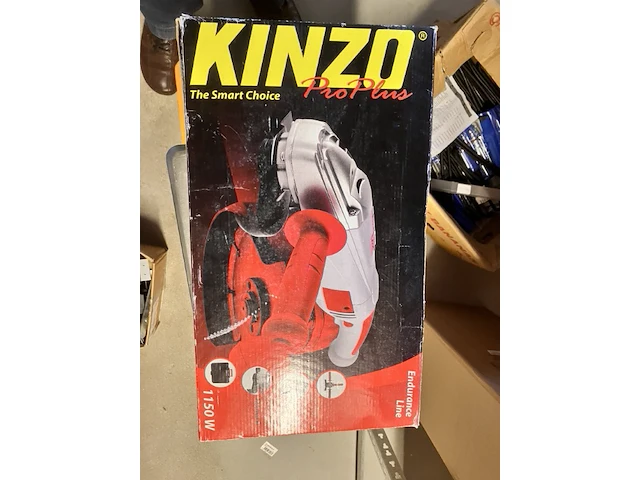 KINZO®
ProPlus
The Smart Choice
Endurance
Line
1150 W